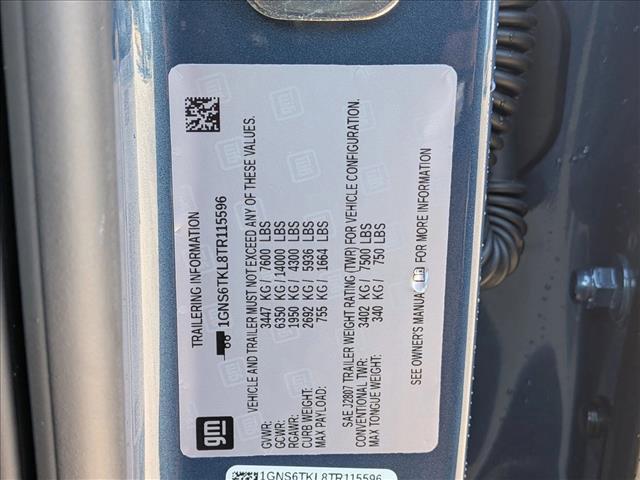 gm
TRAILERING INFORMATION
1GNS6TKL8TR115596
VEHICLE AND TRAILER MUST NOT EXCEED ANY OF THESE VALUES.
GVWR: 3447 KG / 7600 LBS
GCWR: 6350 KG / 14000 LBS
RGAWR: 1950 KG / 4300 LBS
CURB WEIGHT: 2692 KG / 5936 LBS
MAX PAYLOAD: 755 KG / 1664 LBS
SAE J2807 TRAILER WEIGHT RATING (TWR) FOR VEHICLE CONFIGURATION.
CONVENTIONAL TWR: 3402 KG / 7500 LBS
MAX TONGUE WEIGHT: 340 KG / 750 LBS
SEE OWNER'S MANUAL FOR MORE INFORMATION
1GNS6TKL8TR115596